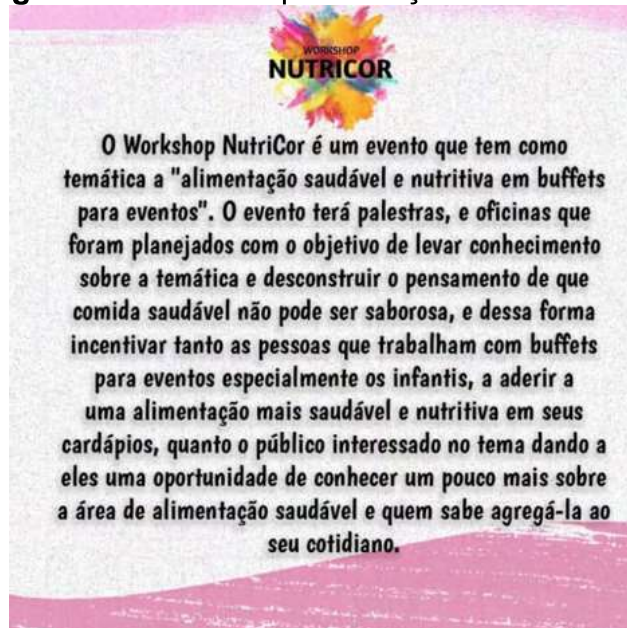 WORKSHOP
NUTRICOR
O Workshop NutriCor é um evento que tem como
temática a "alimentação saudável e nutritiva em buffets
para eventos". O evento terá palestras, e oficinas que
foram planejados com o objetivo de levar conhecimento
sobre a temática e desconstruir o pensamento de que
comida saudável não pode ser saborosa, e dessa forma
incentivar tanto as pessoas que trabalham com buffets
para eventos especialmente os infantis, a aderir a
uma alimentação mais saudável e nutritiva em seus
cardápios, quanto o público interessado no tema dando a
eles uma oportunidade de conhecer um pouco mais sobre
a área de alimentação saudável e quem sabe agregá-la ao
seu cotidiano.